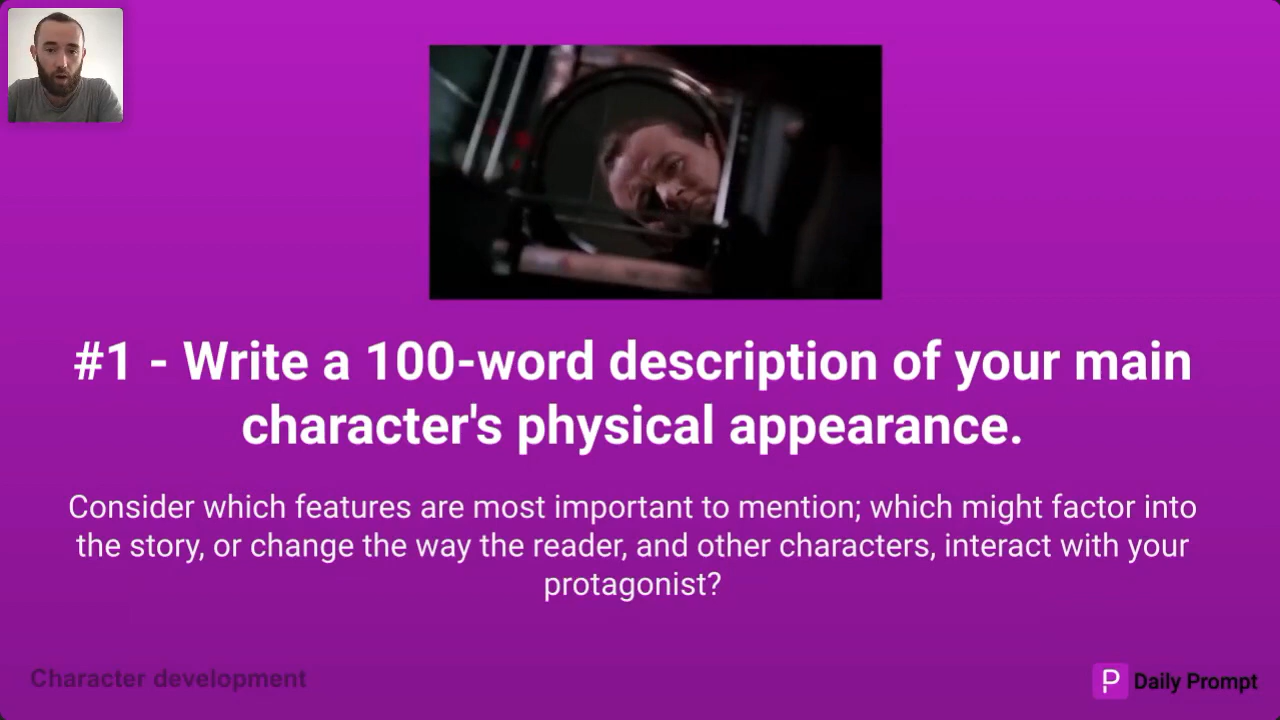 #1 - Write a 100-word description of your main
character's physical appearance.
Consider which features are most important to mention; which might factor into
the story, or change the way the reader, and other characters, interact with your
protagonist?
Character development
P Daily Prompt